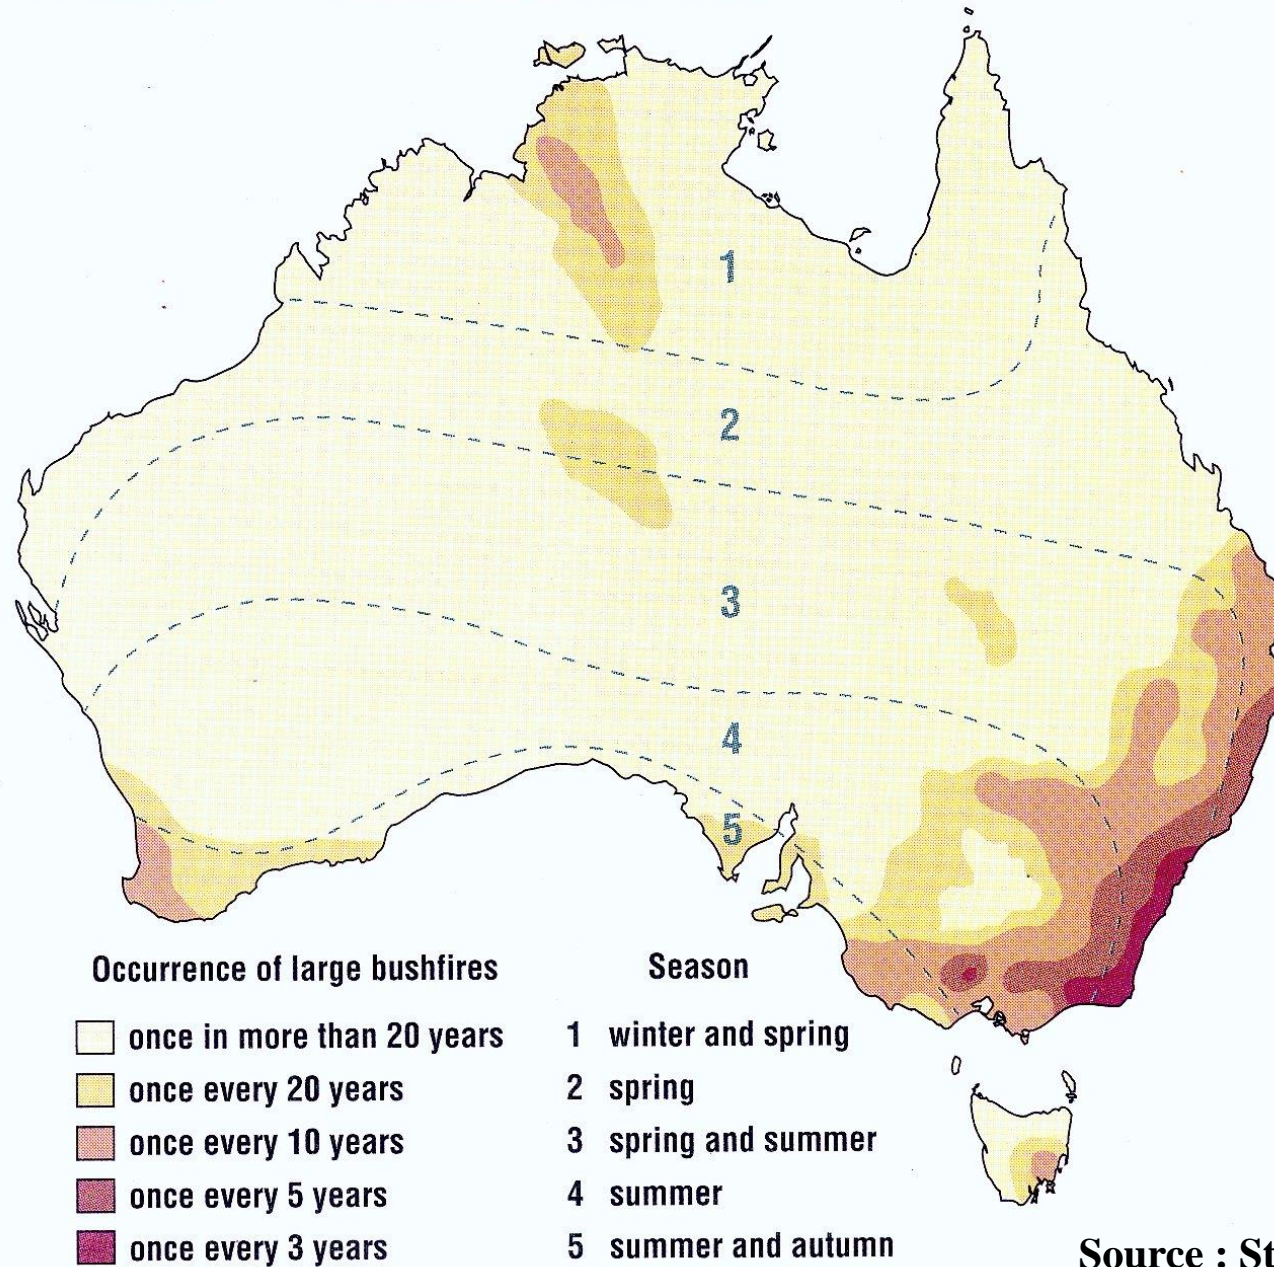 1
2
3
4
5
Occurrence of large bushfires
once in more than 20 years
once every 20 years
once every 10 years
once every 5 years
once every 3 years
Season
1 winter and spring
2 spring
3 spring and summer
4 summer
5 summer and autumn
Source : St